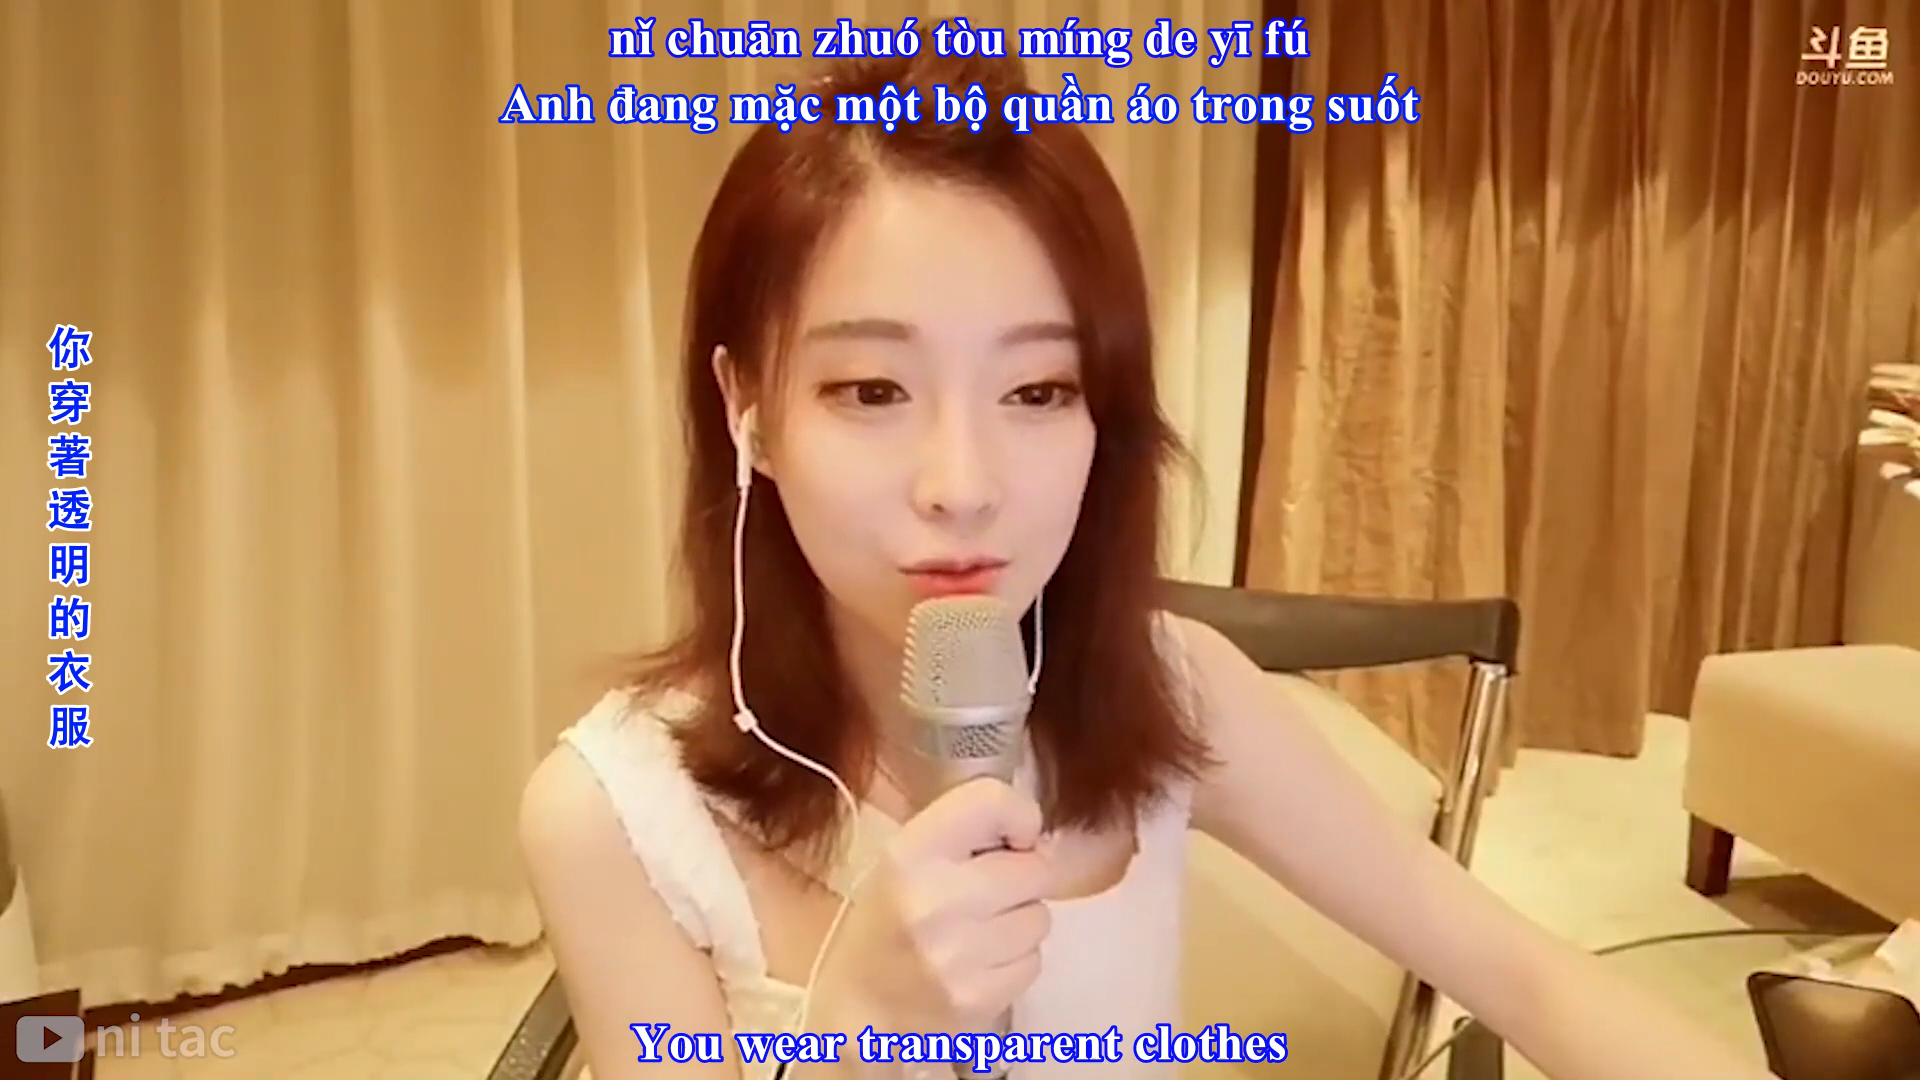 nǐ chuān zhuó tòu míng de yī fú
Anh đang mặc một bộ quần áo trong suốt
斗鱼
DOUYU.COM
你穿著透明的衣服
ni tac
You wear transparent clothes